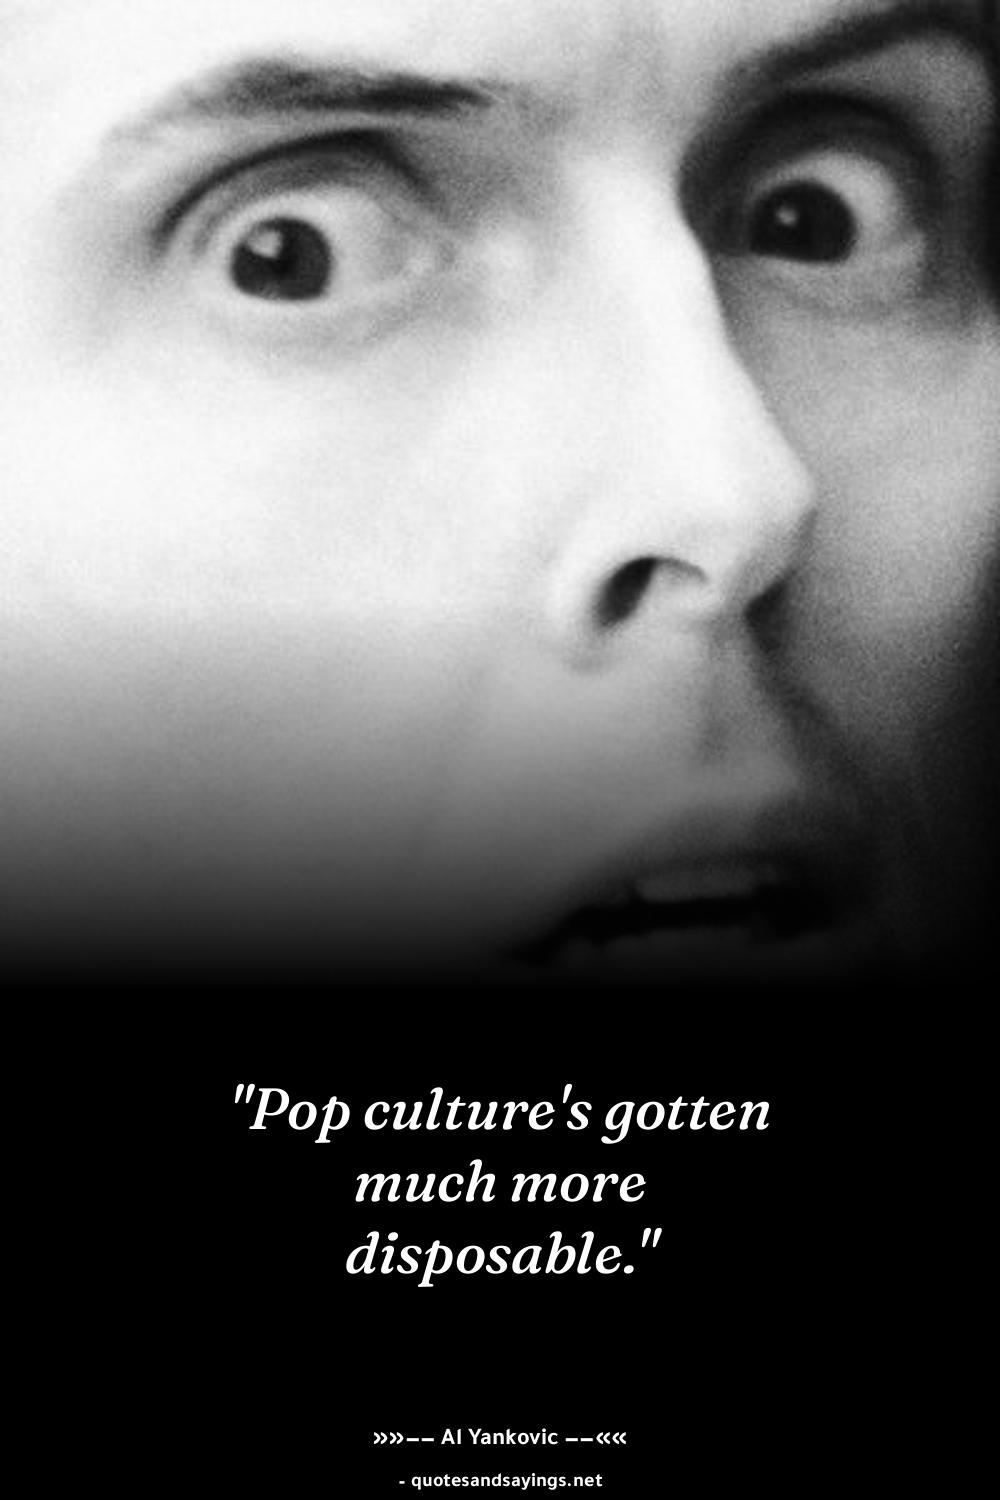 "Pop culture's gotten
much more
disposable."
»»–– Al Yankovic ––««
- quotesandsayings.net